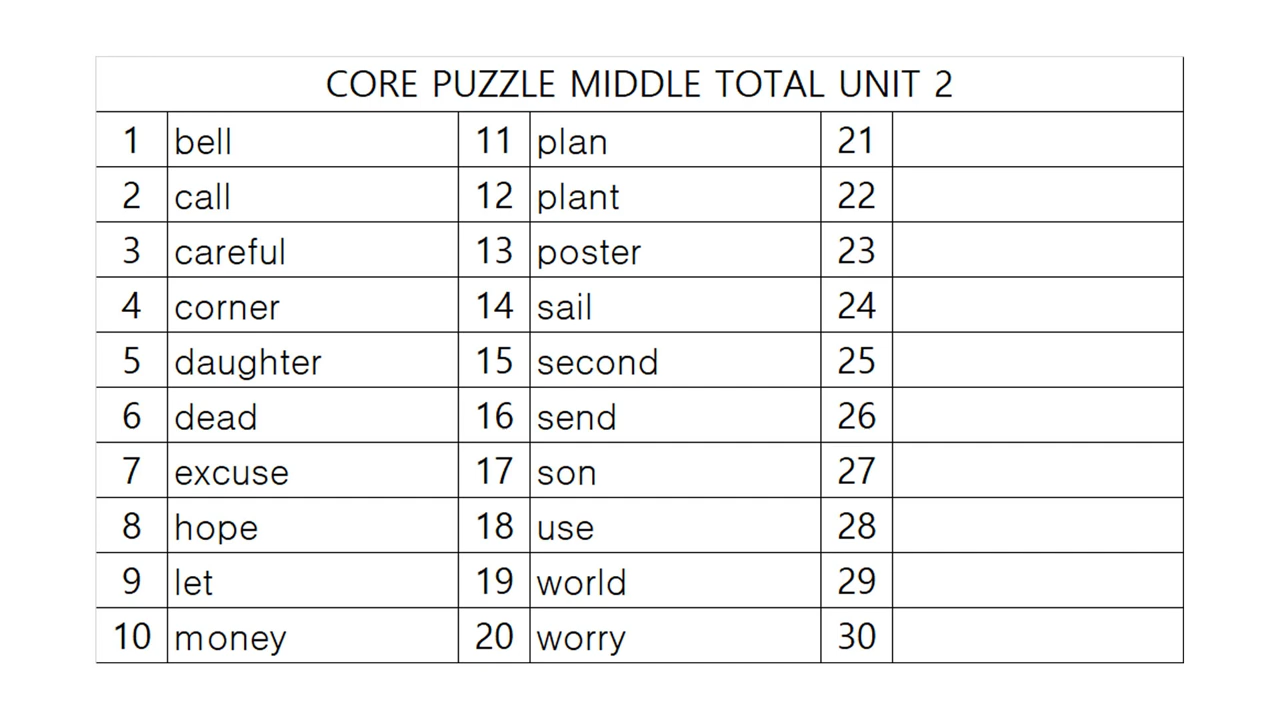 CORE PUZZLE MIDDLE TOTAL UNIT 2
1 bell 11 plan 21
2 call 12 plant 22
3 careful 13 poster 23
4 corner 14 sail 24
5 daughter 15 second 25
6 dead 16 send 26
7 excuse 17 son 27
8 hope 18 use 28
9 let 19 world 29
10 money 20 worry 30